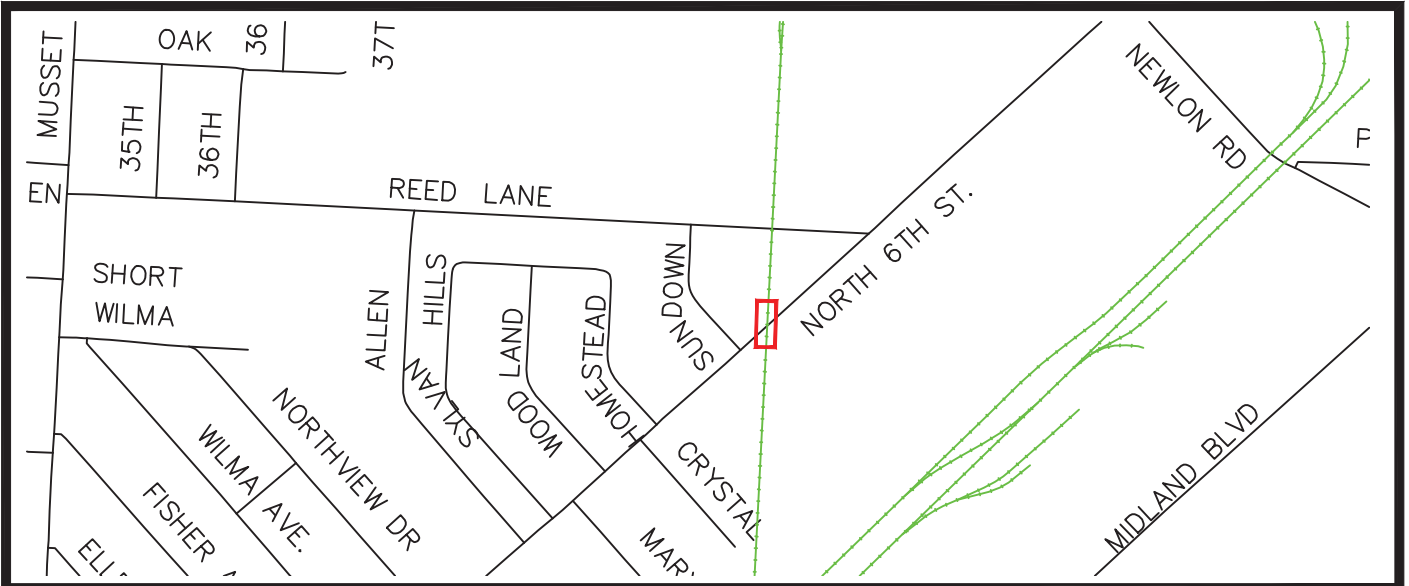 MUSSET
OAK
36
37T
35TH
36TH
EN
REED LANE
NEWLON RD
P
NORTH 6TH ST.
SHORT
WILMA
ALLEN
HILLS
SYLVAN
LAND
WOOD
HOMESTEAD
SUN DOWN
NORTHVIEW DR
WILMA AVE.
FISHER A
CRYSTAL
MARY
MIDLAND BLVD